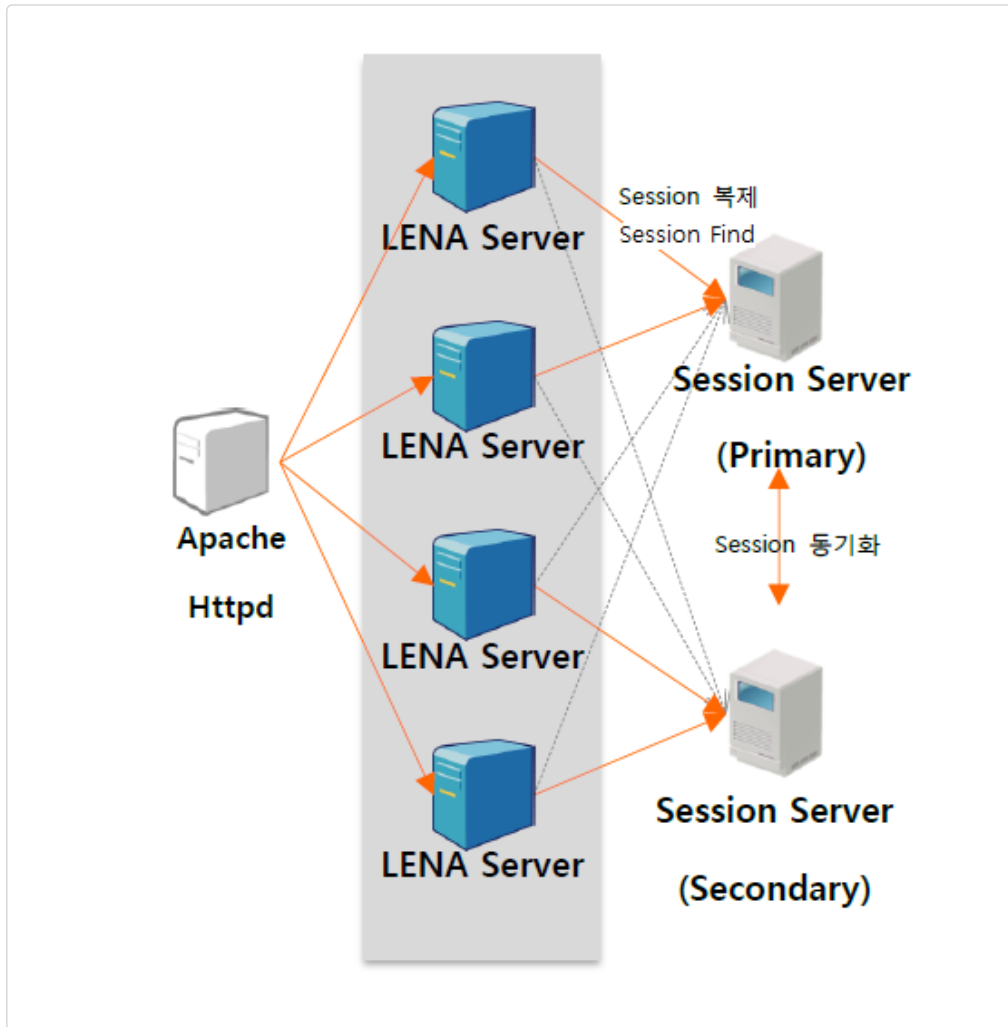 LENA Server
Session 복제
Session Find
LENA Server
Session Server
(Primary)
Apache
Httpd
Session 동기화
LENA Server
LENA Server
Session Server
(Secondary)